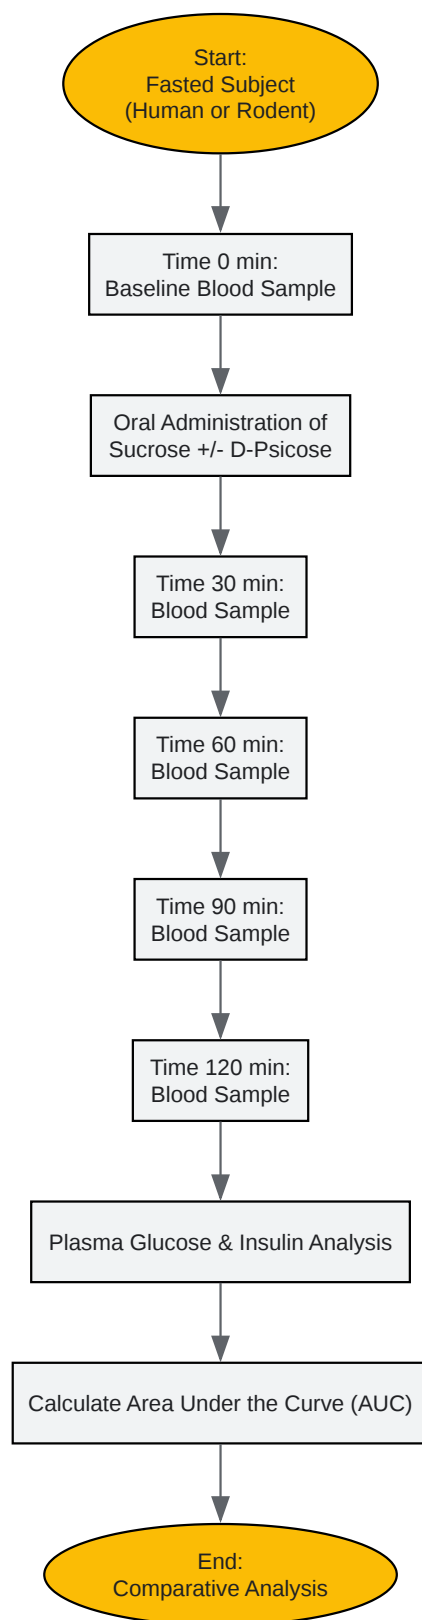 Start:
Fasted Subject
(Human or Rodent)
Time 0 min:
Baseline Blood Sample
Oral Administration of
Sucrose +/- D-Psicose
Time 30 min:
Blood Sample
Time 60 min:
Blood Sample
Time 90 min:
Blood Sample
Time 120 min:
Blood Sample
Plasma Glucose & Insulin Analysis
Calculate Area Under the Curve (AUC)
End:
Comparative Analysis